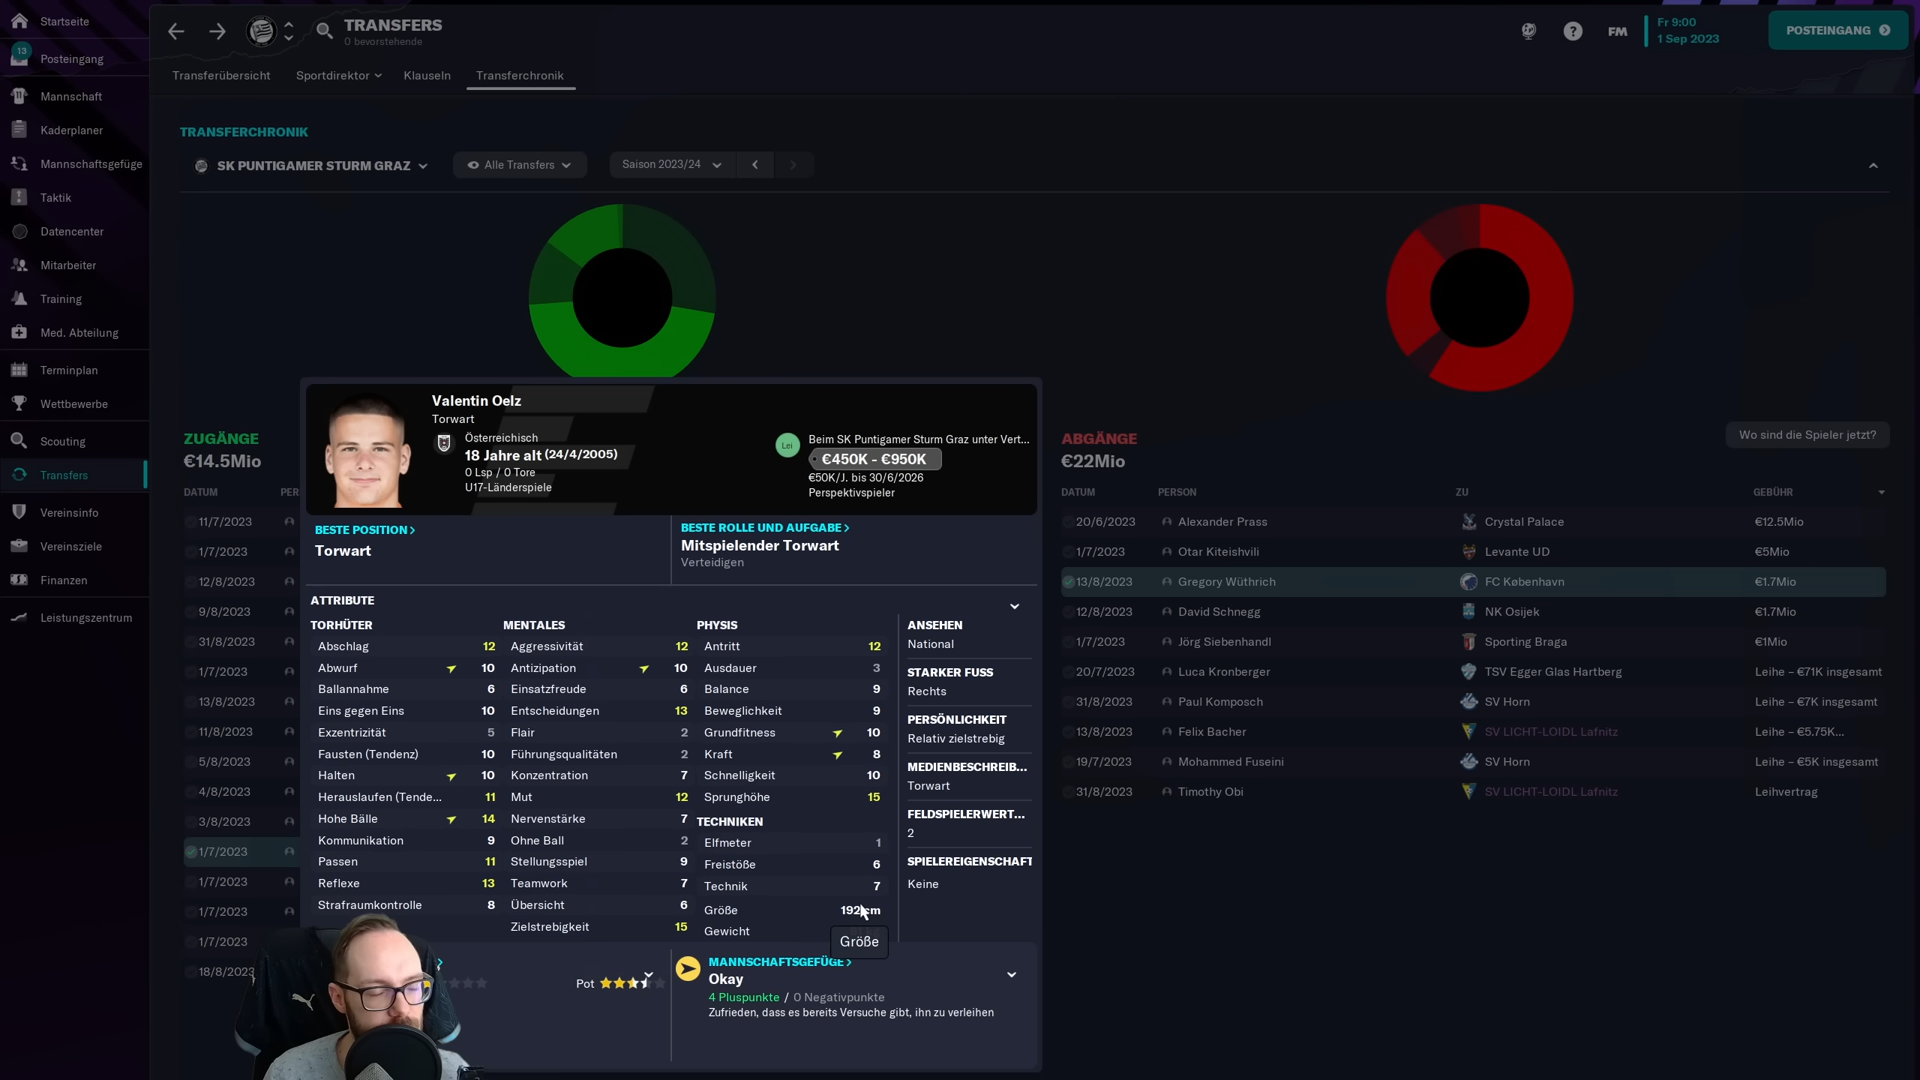 Startseite
13
Posteingang
Mannschaft
Kaderplaner
Mannschaftsgefüge
Taktik
Datencenter
Mitarbeiter
Training
Med. Abteilung
Terminplan
Wettbewerbe
Scouting
Transfers
Vereinsinfo
Vereinsziele
Finanzen
Leistungszentrum
TRANSFERS
0 bevorstehende
FM
Fr 9:00
1 Sep 2023
POSTEINGANG
Transferübersicht
Sportdirektor
Klauseln
Transferchronik
TRANSFERCHRONIK
SK PUNTIGAMER STURM GRAZ
Alle Transfers
Saison 2023/24
ZUGÄNGE
€14.5Mio
DATUM PER
11/7/2023
1/7/2023
12/8/2023
9/8/2023
31/8/2023
1/7/2023
13/8/2023
11/8/2023
5/8/2023
4/8/2023
3/8/2023
1/7/2023
1/7/2023
1/7/2023
1/7/2023
18/8/2023
Valentin Oelz
Torwart
Österreichisch
18 Jahre alt (24/4/2005)
0 Lsp / 0 Tore
U17-Länderspiele
Lei
Beim SK Puntigamer Sturm Graz unter Vert...
€450K - €950K
€50K/J. bis 30/6/2026
Perspektivspieler
BESTE POSITION
Torwart
BESTE ROLLE UND AUFGABE
Mitspielender Torwart
Verteidigen
ATTRIBUTE
TORHÜTER
Abschlag 12
Abwurf 10
Ballannahme 6
Eins gegen Eins 10
Exzentrizität 5
Fausten (Tendenz) 10
Halten 10
Herauslaufen (Tende... 11
Hohe Bälle 14
Kommunikation 9
Passen 11
Reflexe 13
Strafraumkontrolle 8
MENTALES
Aggressivität 12
Antizipation 10
Einsatzfreude 6
Entscheidungen 13
Flair 2
Führungsqualitäten 2
Konzentration 7
Mut 12
Nervenstärke 7
Ohne Ball 2
Stellungsspiel 9
Teamwork 7
Übersicht 6
Zielstrebigkeit 15
PHYSIS
Antritt 12
Ausdauer 3
Balance 9
Beweglichkeit 9
Grundfitness 10
Kraft 8
Schnelligkeit 10
Sprunghöhe 15
TECHNIKEN
Elfmeter 1
Freistöße 6
Technik 7
Größe 192 cm
Gewicht
Größe
ANSEHEN
National
STARKER FUSS
Rechts
PERSÖNLICHKEIT
Relativ zielstrebig
MEDIENBESCHREIB...
Torwart
FELDSPIELERWERT...
2
SPIELEREIGENSCHAFT
Keine
Pot
MANNSCHAFTSGEFÜGE
Okay
4 Pluspunkte / 0 Negativpunkte
Zufrieden, dass es bereits Versuche gibt, ihn zu verleihen
ABGÄNGE
€22Mio
Wo sind die Spieler jetzt?
DATUM PERSON ZU GEBÜHR
20/6/2023 Alexander Prass Crystal Palace €12.5Mio
1/7/2023 Otar Kiteishvili Levante UD €5Mio
13/8/2023 Gregory Wüthrich FC København €1.7Mio
12/8/2023 David Schnegg NK Osijek €1.7Mio
1/7/2023 Jörg Siebenhandl Sporting Braga €1Mio
20/7/2023 Luca Kronberger TSV Egger Glas Hartberg Leihe – €71K insgesamt
31/8/2023 Paul Komposch SV Horn Leihe – €7K insgesamt
13/8/2023 Felix Bacher SV LICHT-LOIDL Lafnitz Leihe – €5.75K...
19/7/2023 Mohammed Fuseini SV Horn Leihe – €5K insgesamt
31/8/2023 Timothy Obi SV LICHT-LOIDL Lafnitz Leihvertrag